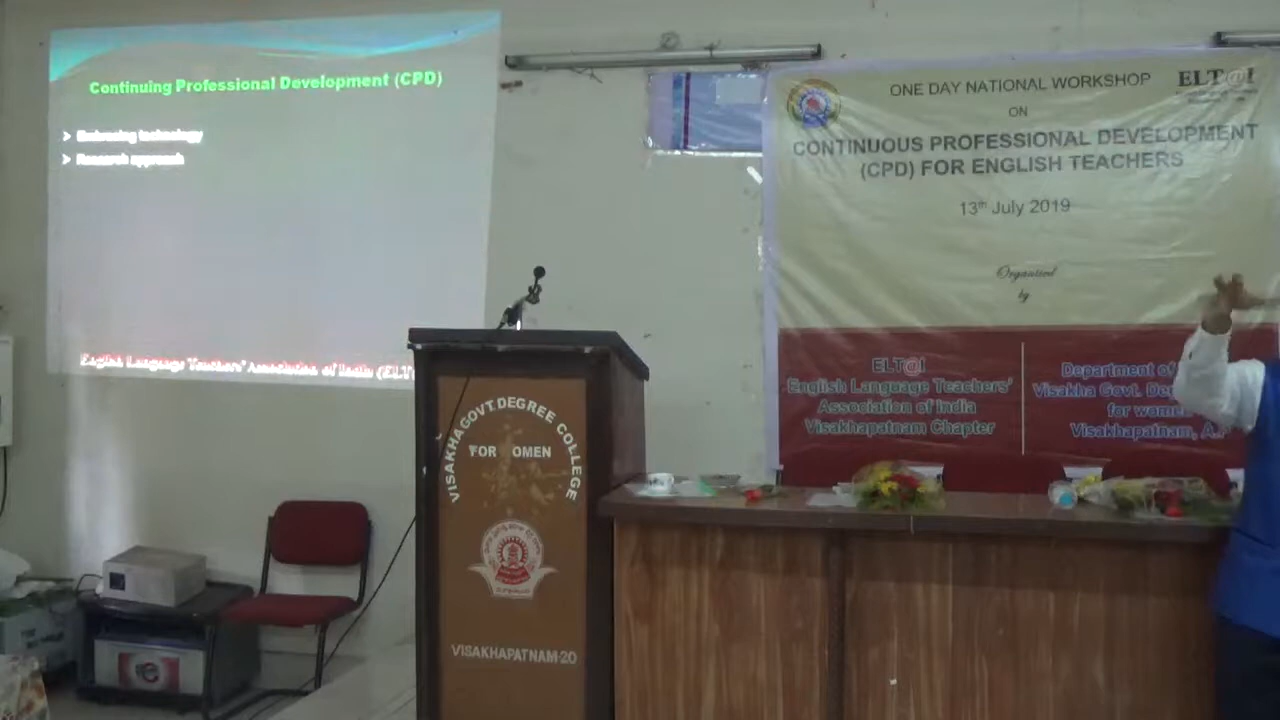 Continuing Professional Development (CPD)
Embracing technology
Research approach
English Language Teachers' Association of India (ELT
ONE DAY NATIONAL WORKSHOP
ELT@I
ON
CONTINUOUS PROFESSIONAL DEVELOPMENT
(CPD) FOR ENGLISH TEACHERS
13th July 2019
Organised
by
ELT@I
English Language Teachers'
Association of India
Visakhapatnam Chapter
Department of
Visakha Govt. Deg
for women
Visakhapatnam, A.P
VISAKHA GOVT. DEGREE COLLEGE
FOR OMEN
VISAKHAPATNAM-20